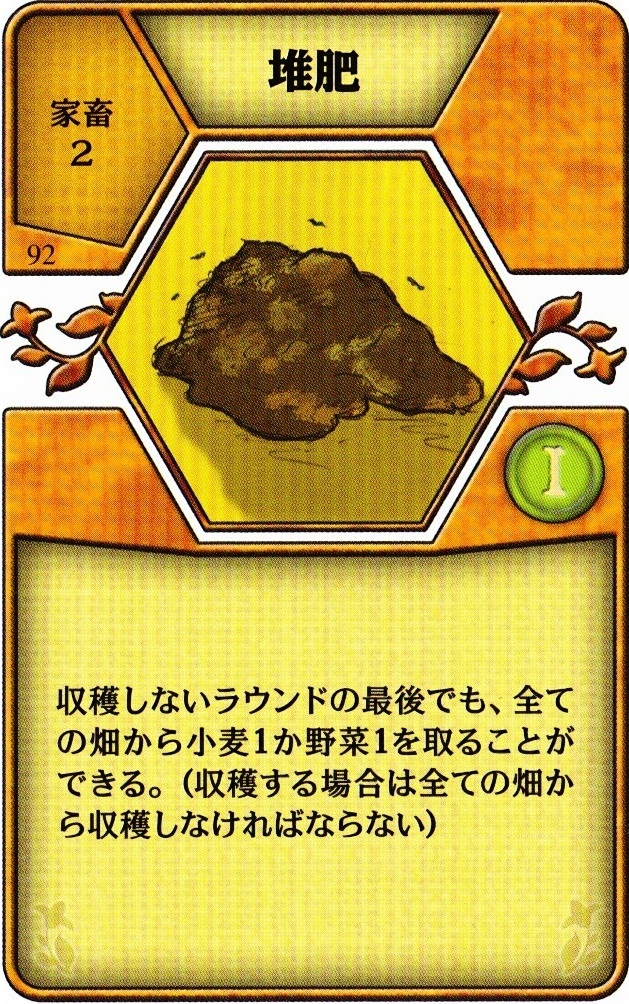 堆肥
家畜
2
92
I
収穫しないラウンドの最後でも、全て
の畑から小麦1か野菜1を取ることが
できる。(収穫する場合は全ての畑か
ら収穫しなければならない)